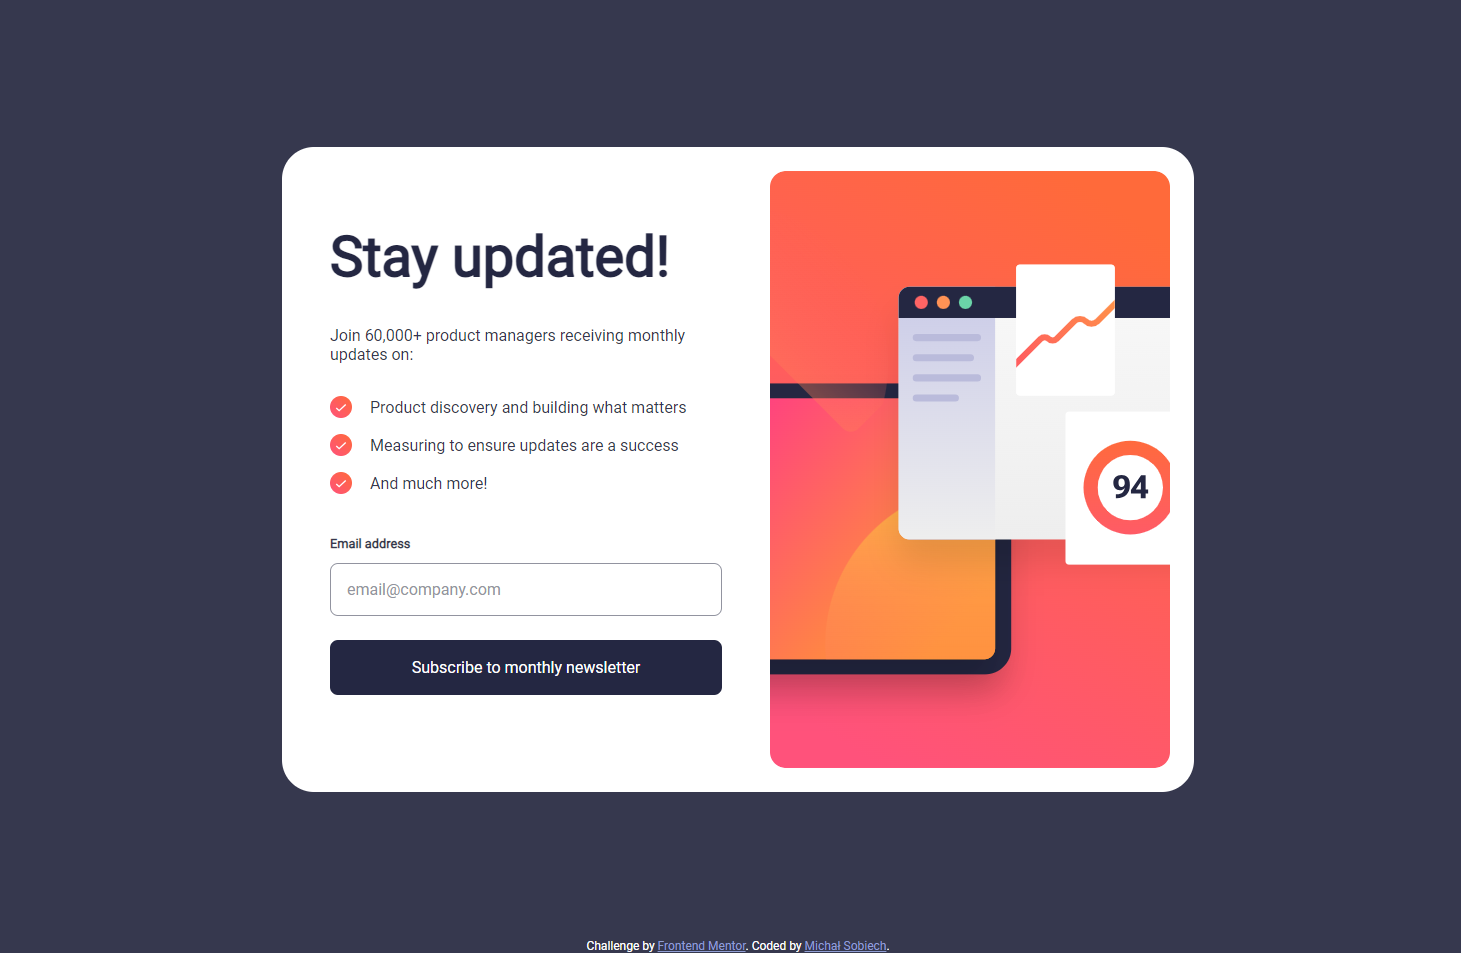 Stay updated!
Join 60,000+ product managers receiving monthly
updates on:
Product discovery and building what matters
Measuring to ensure updates are a success
And much more!
Email address
email@company.com
Subscribe to monthly newsletter
94
Challenge by Frontend Mentor. Coded by Michał Sobiech.